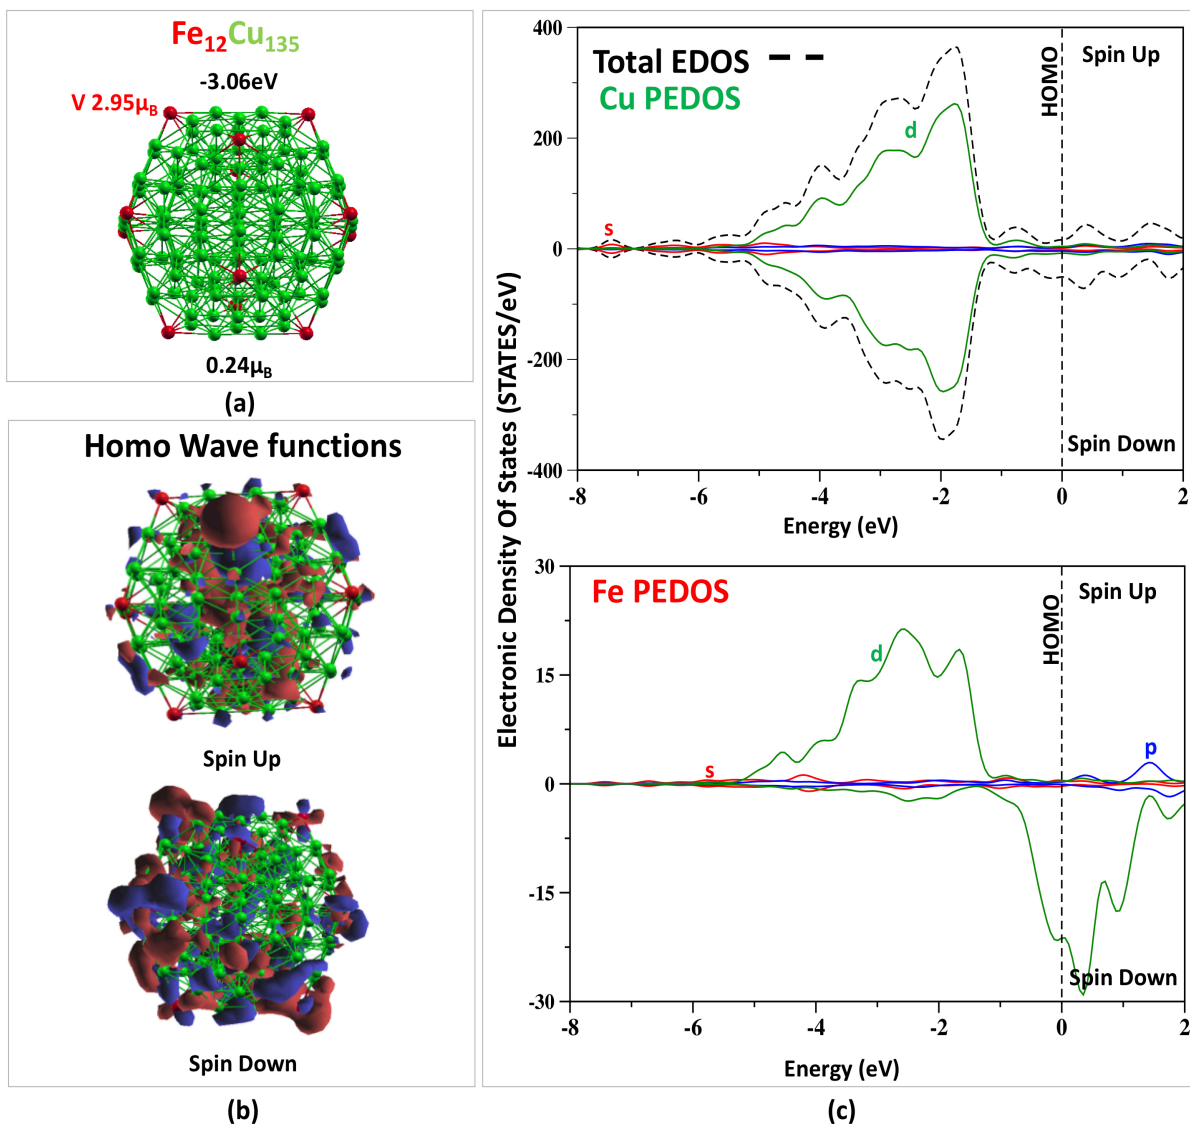 Fe12Cu135
-3.06eV
V 2.95μB
0.24μB
(a)
Homo Wave functions
Spin Up
Spin Down
(b)
Electronic Density Of States (STATES/eV)
400
200
0
-200
-400
Total EDOS
Cu PEDOS
d
s
HOMO
Spin Up
Spin Down
-8 -6 -4 -2 0 2
Energy (eV)
30
15
0
-15
-30
Fe PEDOS
d
s
p
HOMO
Spin Up
Spin Down
-8 -6 -4 -2 0 2
Energy (eV)
(c)